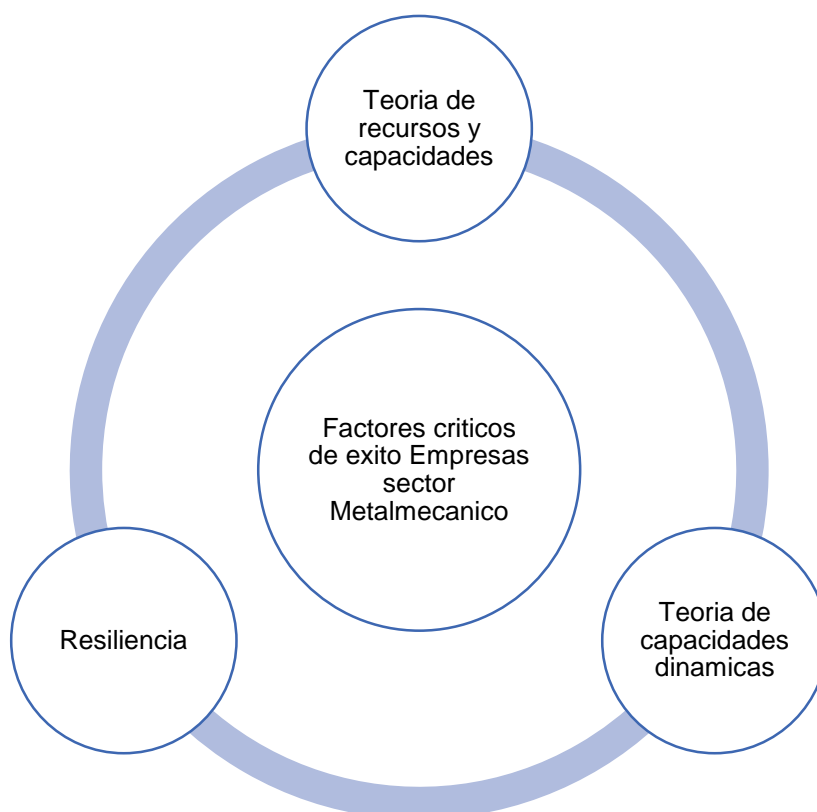 Teoria de
recursos y
capacidades
Factores criticos
de exito Empresas
sector
Metalmecanico
Resiliencia
Teoria de
capacidades
dinamicas